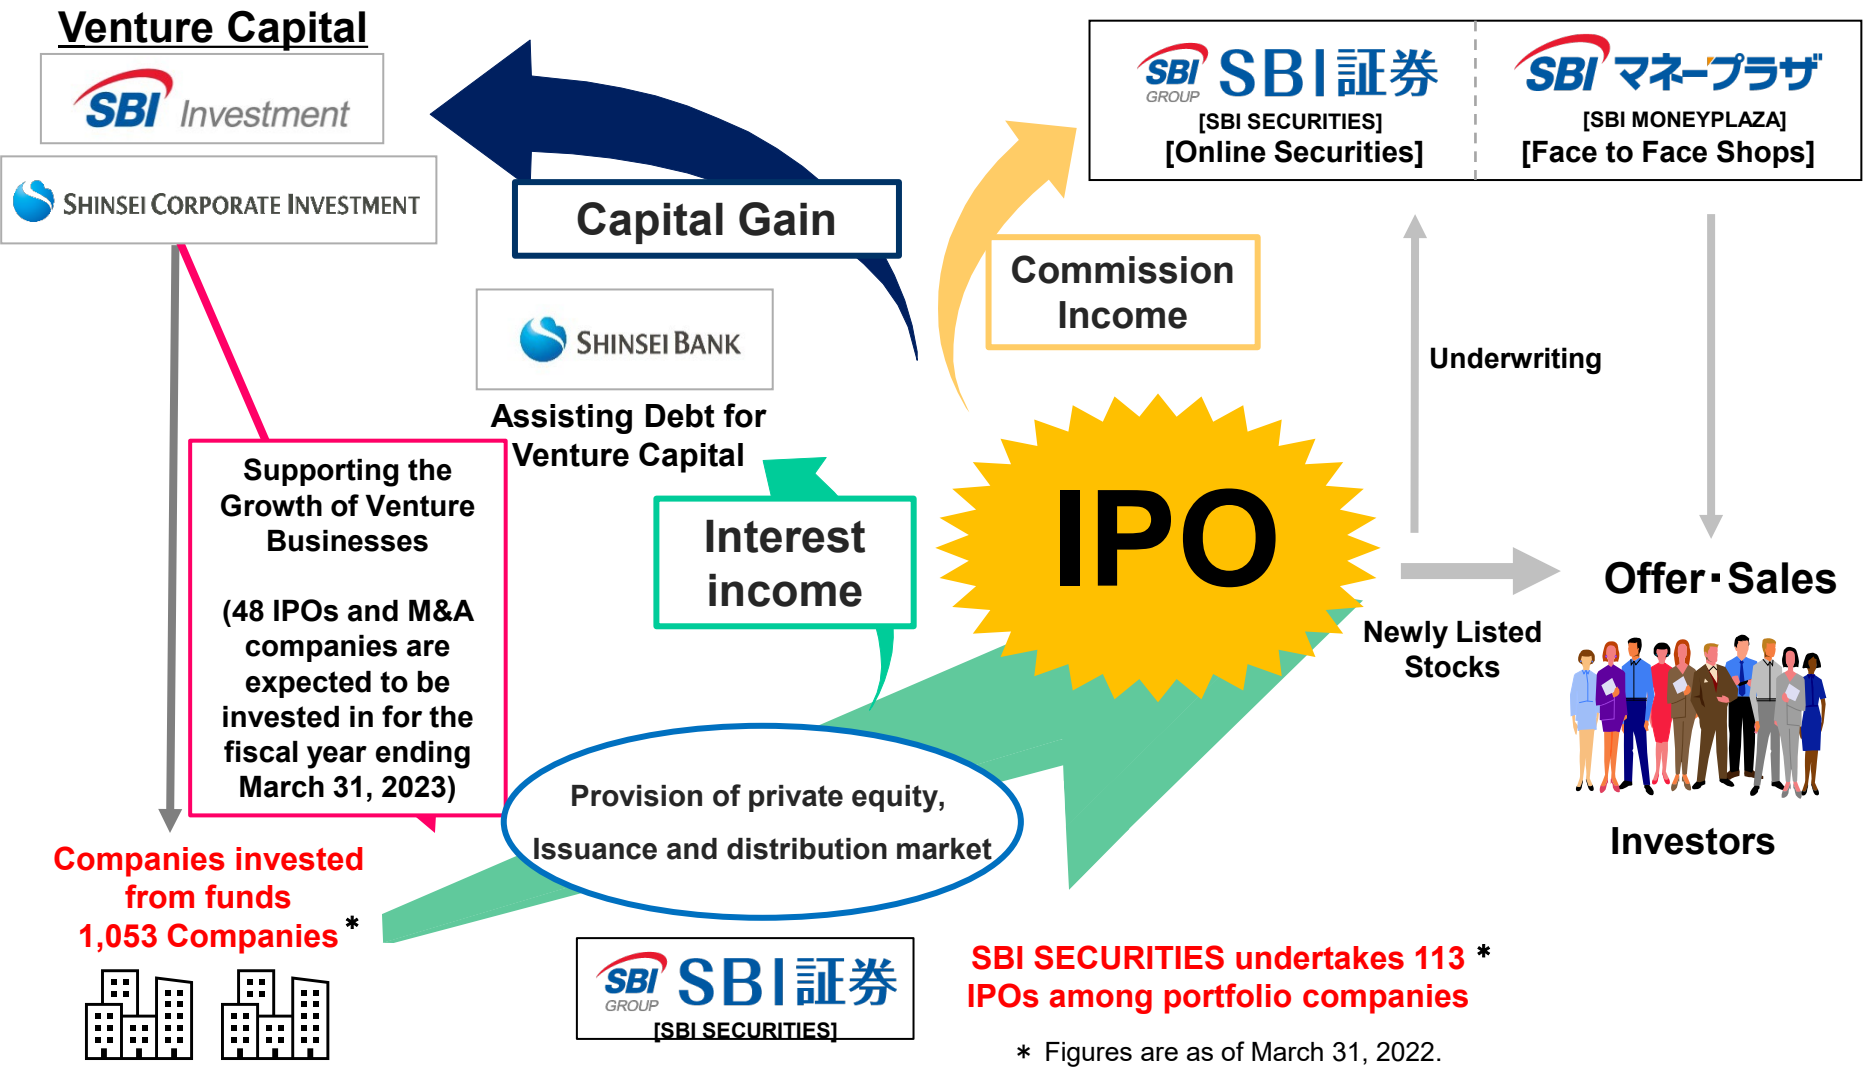 Venture Capital
SBI Investment
SHINSEI CORPORATE INVESTMENT
Capital Gain
SHINSEI BANK
Assisting Debt for
Venture Capital
Commission
Income
SBI GROUP SBI証券
[SBI SECURITIES]
[Online Securities]
SBI マネープラザ
[SBI MONEYPLAZA]
[Face to Face Shops]
Underwriting
Supporting the
Growth of Venture
Businesses
(48 IPOs and M&A
companies are
expected to be
invested in for the
fiscal year ending
March 31, 2023)
Interest
income
IPO
Offer･Sales
Newly Listed
Stocks
Investors
Provision of private equity,
Issuance and distribution market
Companies invested
from funds
1,053 Companies＊
SBI GROUP SBI証券
[SBI SECURITIES]
SBI SECURITIES undertakes 113＊
IPOs among portfolio companies
＊ Figures are as of March 31, 2022.